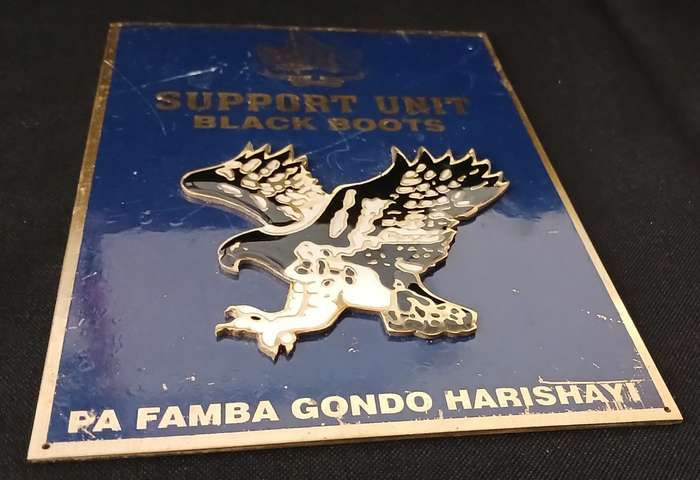 SUPPORT UNIT
BLACK BOOTS
PA FAMBA GONDO HARISHAYI